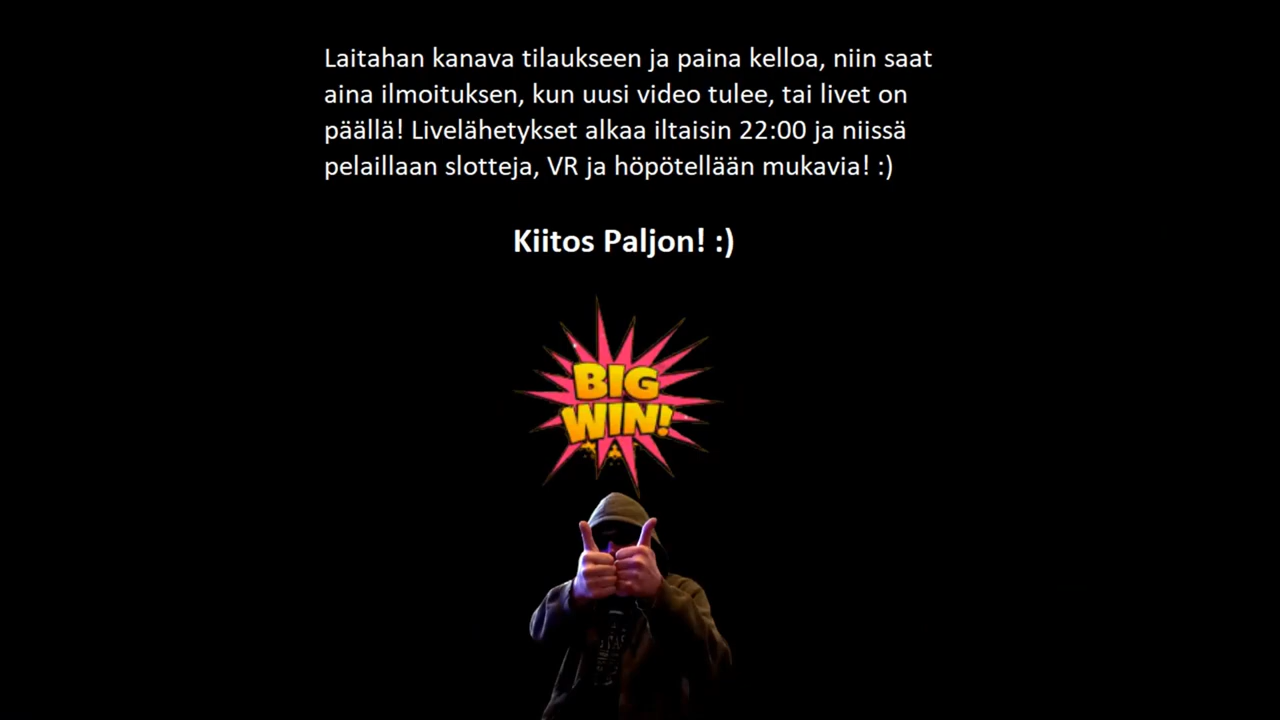 Laitahan kanava tilaukseen ja paina kelloa, niin saat
aina ilmoituksen, kun uusi video tulee, tai livet on
päällä! Livelähetykset alkaa iltaisin 22:00 ja niissä
pelaillaan slotteja, VR ja höpötellään mukavia! :)
Kiitos Paljon! :)
BIG
WIN!